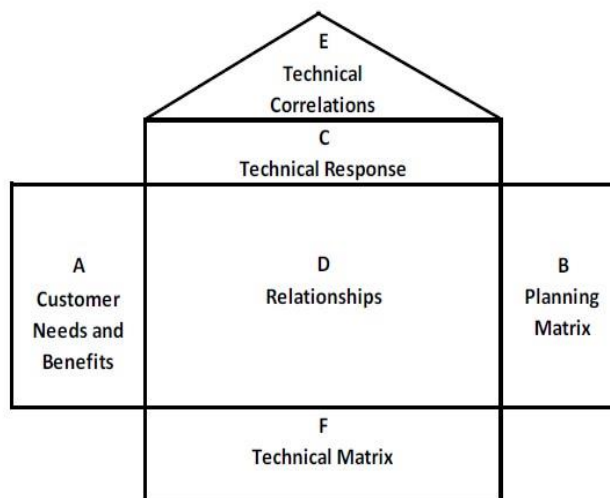 E
Technical
Correlations
C
Technical Response
A
Customer
Needs and
Benefits
D
Relationships
B
Planning
Matrix
F
Technical Matrix